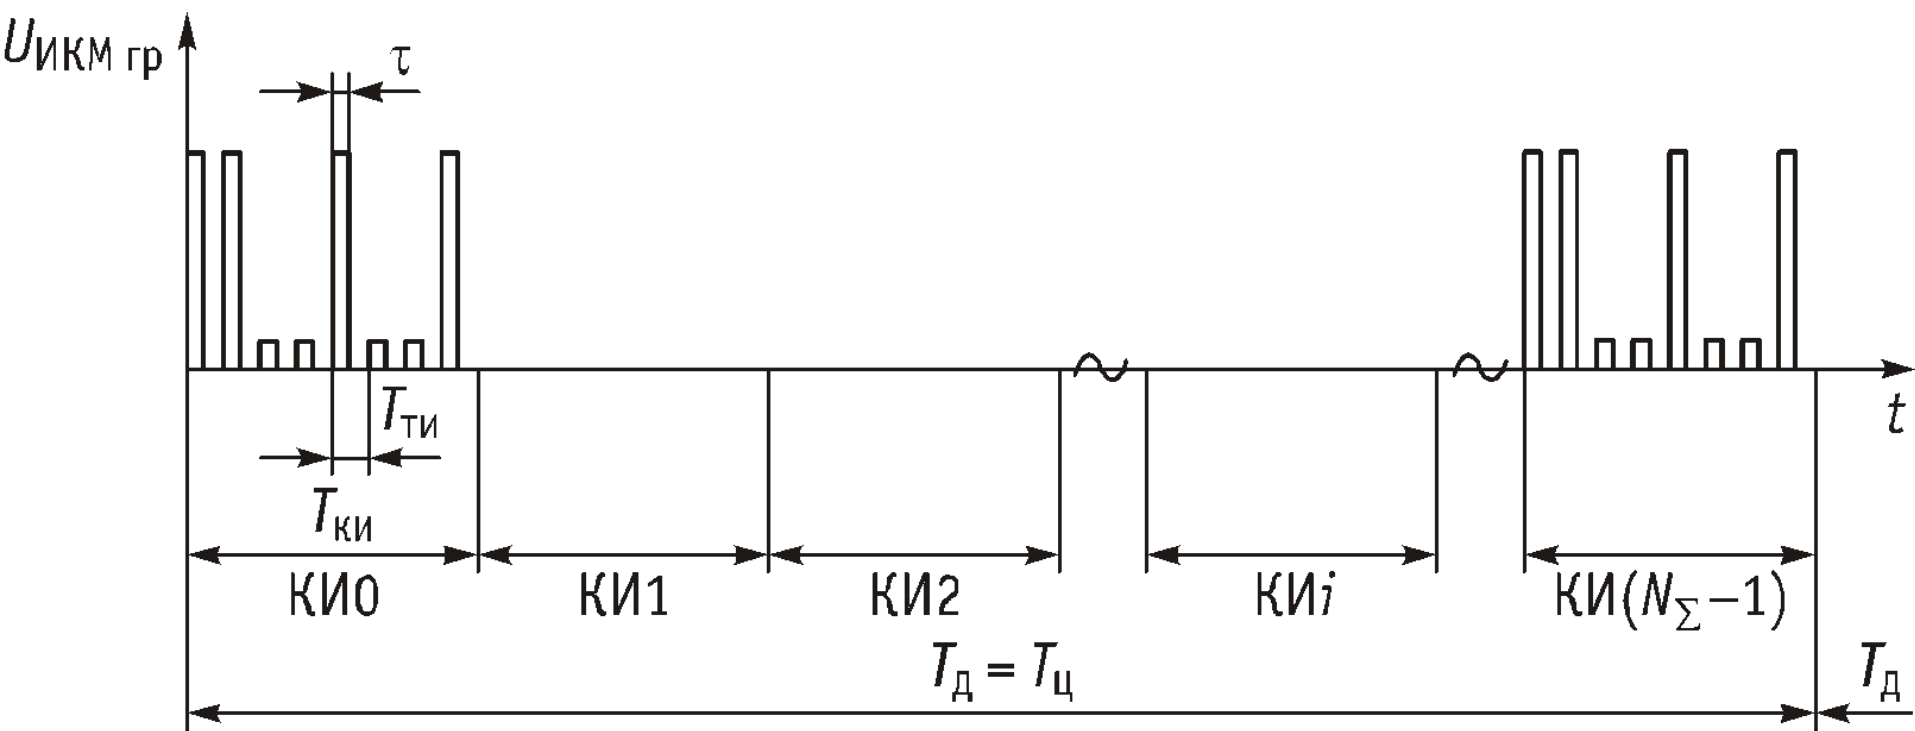 UИКМ гр
τ
Tти
t
Tки
КИ0 КИ1 КИ2 КИi КИ(NΣ–1)
Tд = Tц
Tд